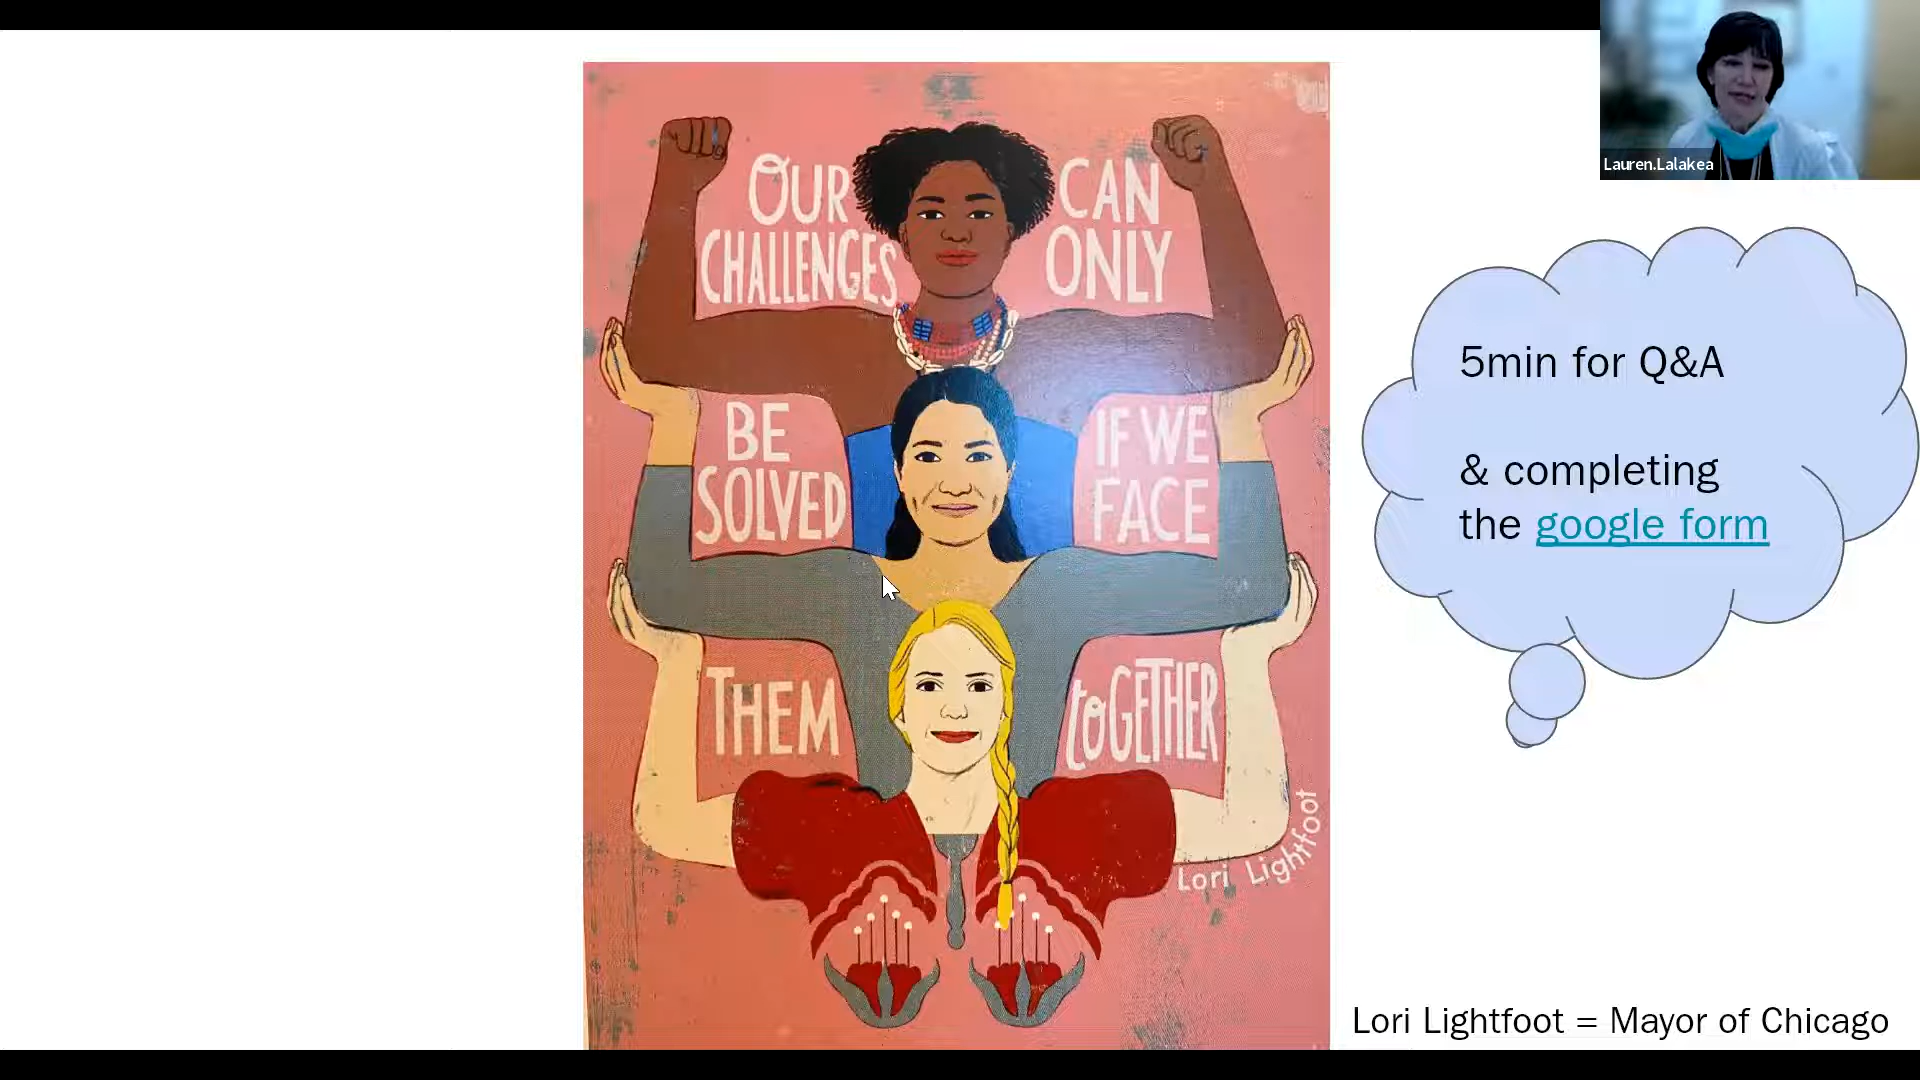 Lauren.Lalakea
OUR CAN
CHALLENGES ONLY
BE IF WE
SOLVED FACE
THEM toGETHER
Lori Lightfoot
5min for Q&A
& completing
the google form
Lori Lightfoot = Mayor of Chicago